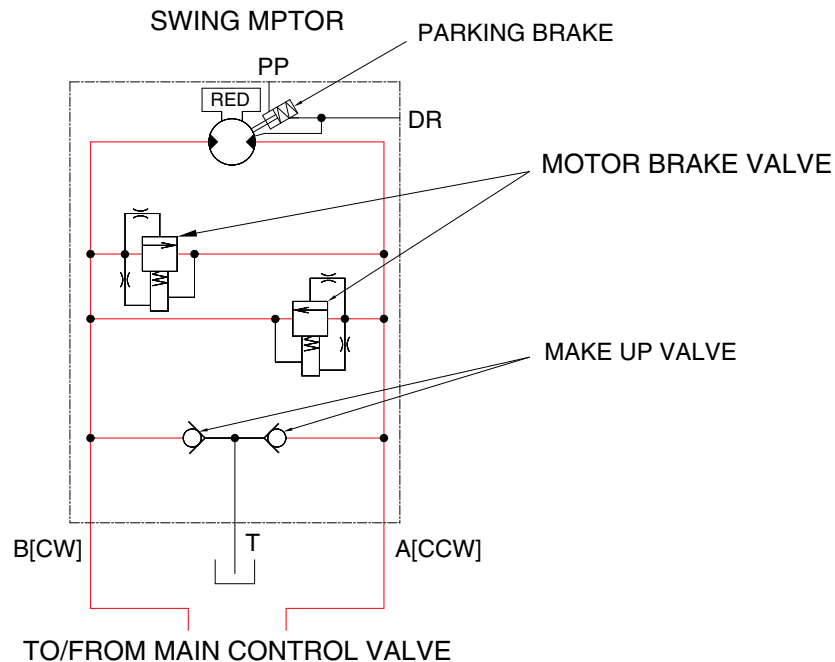 SWING MPTOR
PARKING BRAKE
PP
RED
DR
MOTOR BRAKE VALVE
MAKE UP VALVE
B[CW]
T
A[CCW]
TO/FROM MAIN CONTROL VALVE